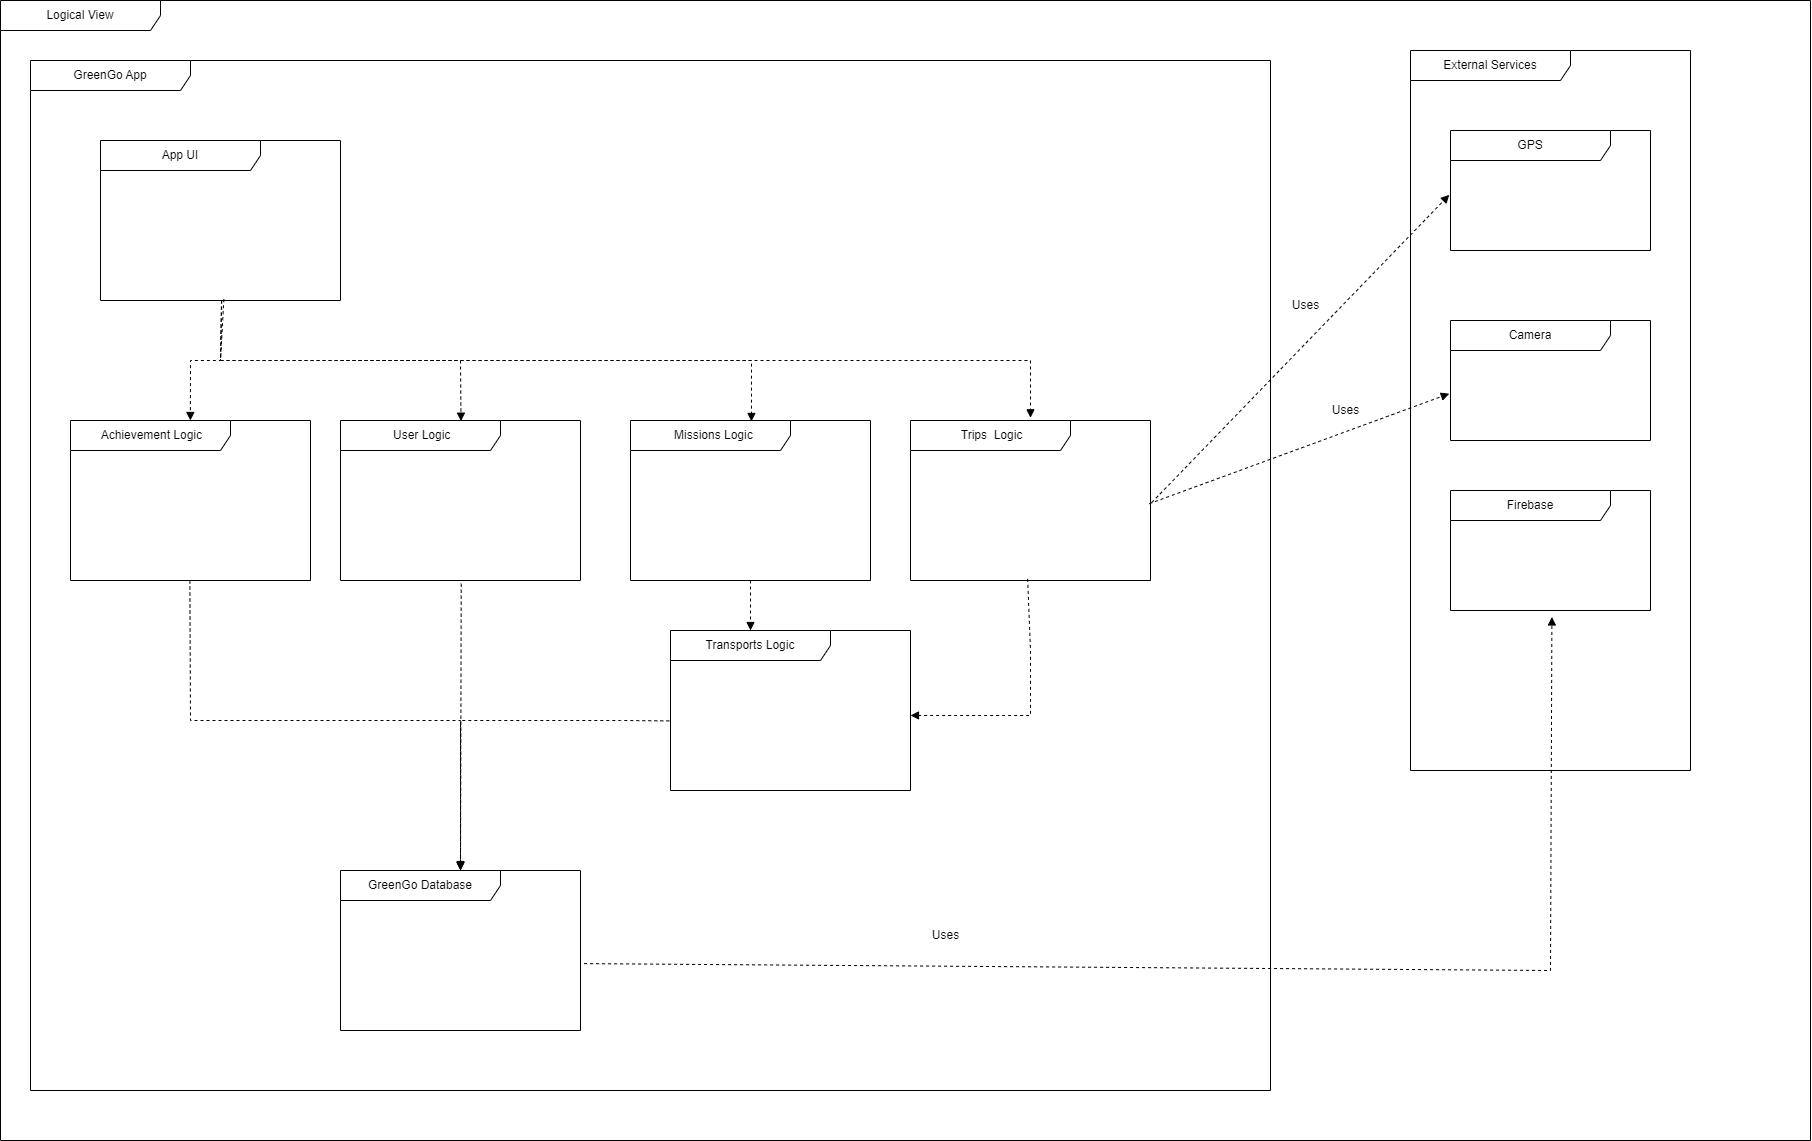 Logical View
GreenGo App
External Services
App UI
GPS
Uses
Camera
Uses
Achievement Logic
User Logic
Missions Logic
Trips  Logic
Firebase
Transports Logic
GreenGo Database
Uses